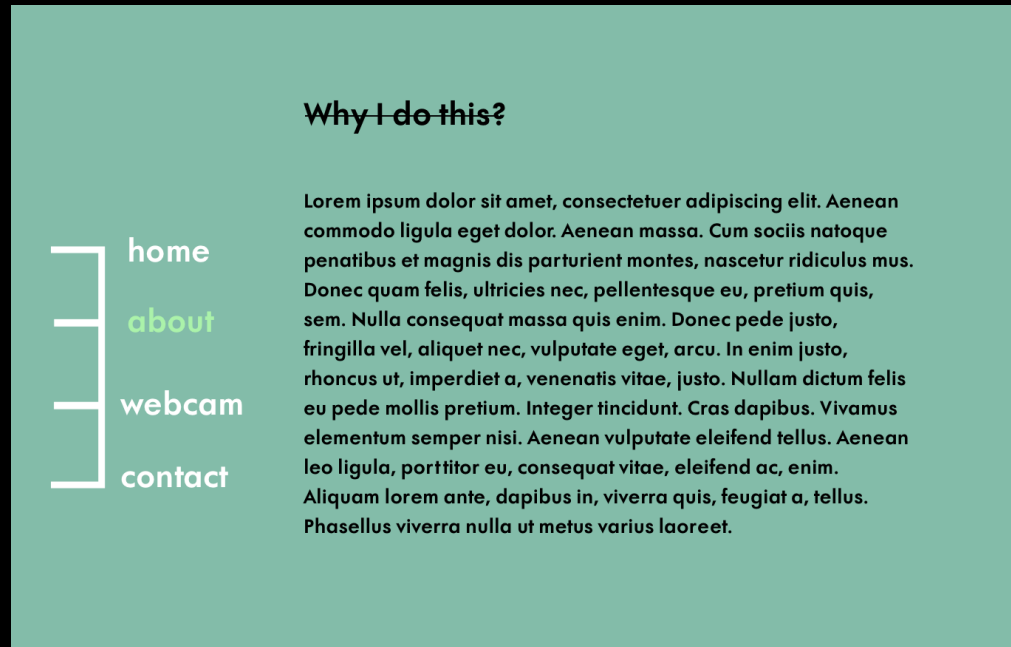 Why I do this?
home
about
webcam
contact
Lorem ipsum dolor sit amet, consectetuer adipiscing elit. Aenean
commodo ligula eget dolor. Aenean massa. Cum sociis natoque
penatibus et magnis dis parturient montes, nascetur ridiculus mus.
Donec quam felis, ultricies nec, pellentesque eu, pretium quis,
sem. Nulla consequat massa quis enim. Donec pede justo,
fringilla vel, aliquet nec, vulputate eget, arcu. In enim justo,
rhoncus ut, imperdiet a, venenatis vitae, justo. Nullam dictum felis
eu pede mollis pretium. Integer tincidunt. Cras dapibus. Vivamus
elementum semper nisi. Aenean vulputate eleifend tellus. Aenean
leo ligula, porttitor eu, consequat vitae, eleifend ac, enim.
Aliquam lorem ante, dapibus in, viverra quis, feugiat a, tellus.
Phasellus viverra nulla ut metus varius laoreet.